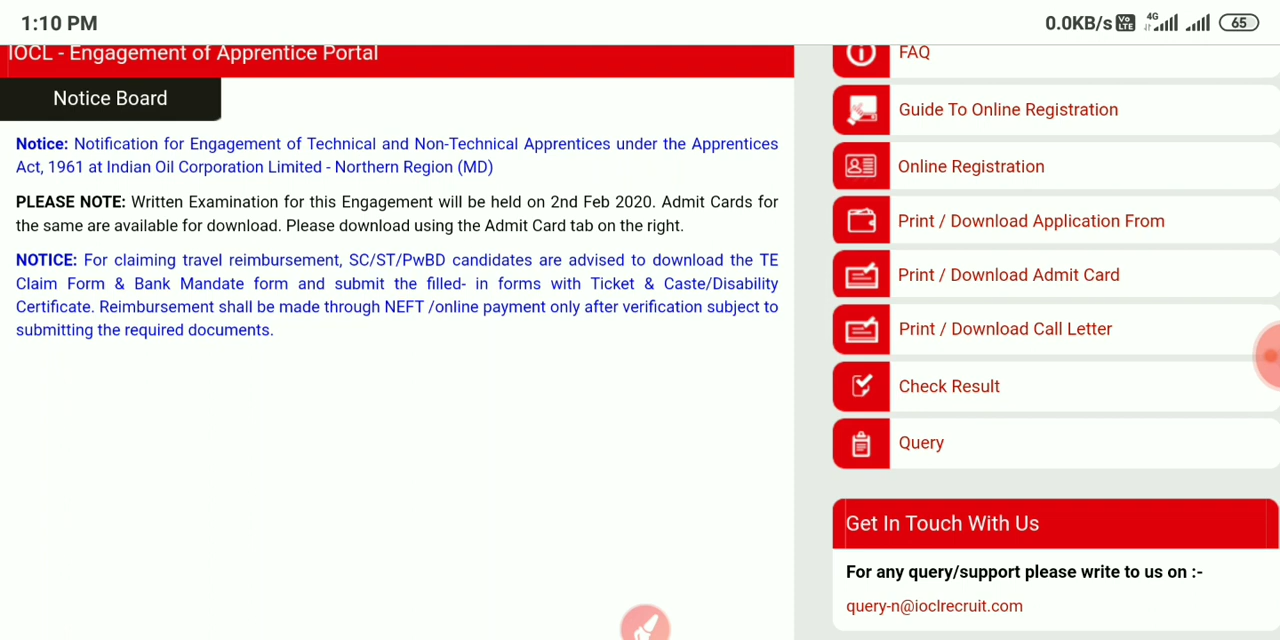 1:10 PM
0.0KB/s Vo LTE 4G 65
IOCL - Engagement of Apprentice Portal
Notice Board
Notice: Notification for Engagement of Technical and Non-Technical Apprentices under the Apprentices
Act, 1961 at Indian Oil Corporation Limited - Northern Region (MD)
PLEASE NOTE: Written Examination for this Engagement will be held on 2nd Feb 2020. Admit Cards for
the same are available for download. Please download using the Admit Card tab on the right.
NOTICE: For claiming travel reimbursement, SC/ST/PwBD candidates are advised to download the TE
Claim Form & Bank Mandate form and submit the filled- in forms with Ticket & Caste/Disability
Certificate. Reimbursement shall be made through NEFT /online payment only after verification subject to
submitting the required documents.
FAQ
Guide To Online Registration
Online Registration
Print / Download Application From
Print / Download Admit Card
Print / Download Call Letter
Check Result
Query
Get In Touch With Us
For any query/support please write to us on :-
query-n@ioclrecruit.com